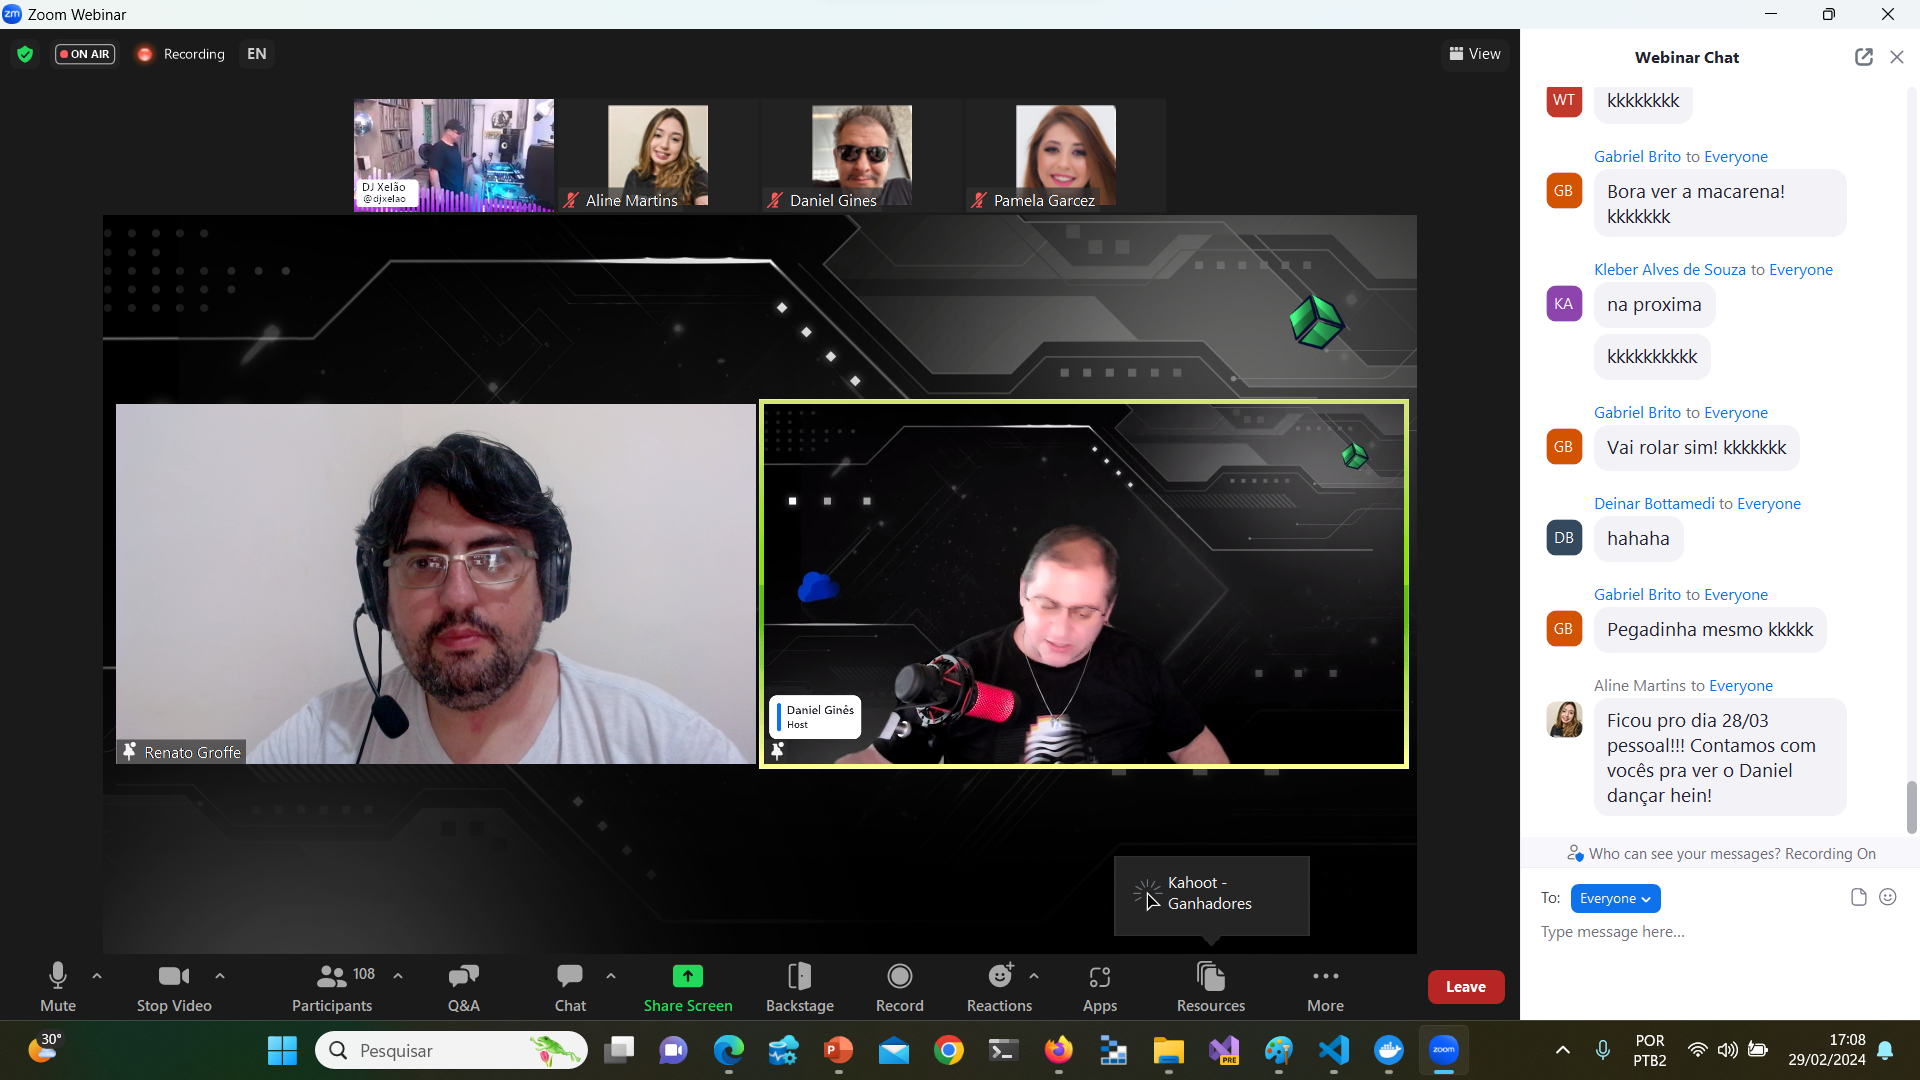 zm Zoom Webinar
ON AIR
Recording
EN
View
DJ Xelão
@djxelao
Aline Martins
Daniel Gines
Pamela Garcez
Renato Groffe
Daniel Ginés
Host
Kahoot -
Ganhadores
Mute
Stop Video
108
Participants
Q&A
Chat
Share Screen
Backstage
Record
Reactions
Apps
Resources
More
Leave
Webinar Chat
WT
kkkkkkkk
Gabriel Brito to Everyone
GB
Bora ver a macarena!
kkkkkkk
Kleber Alves de Souza to Everyone
KA
na proxima
kkkkkkkkkk
Gabriel Brito to Everyone
GB
Vai rolar sim! kkkkkkk
Deinar Bottamedi to Everyone
DB
hahaha
Gabriel Brito to Everyone
GB
Pegadinha mesmo kkkkk
Aline Martins to Everyone
Ficou pro dia 28/03
pessoal!!! Contamos com
vocês pra ver o Daniel
dançar hein!
Who can see your messages? Recording On
To: Everyone
Type message here...
30°
Pesquisar
P
PRE
zoom
POR
PTB2
17:08
29/02/2024